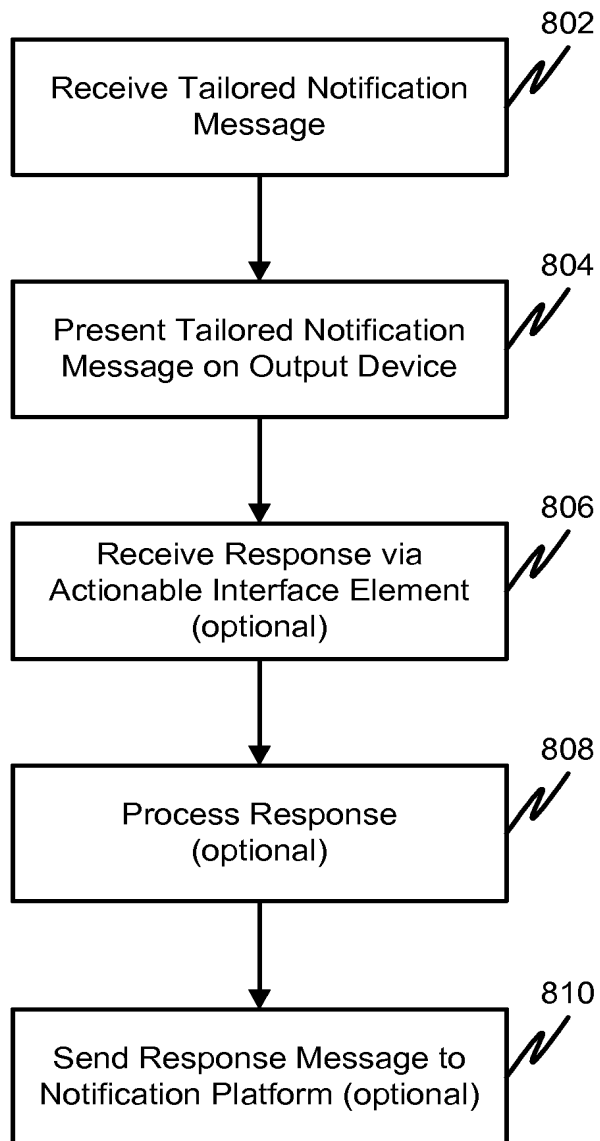 802
Receive Tailored Notification
Message
804
Present Tailored Notification
Message on Output Device
806
Receive Response via
Actionable Interface Element
(optional)
808
Process Response
(optional)
810
Send Response Message to
Notification Platform (optional)